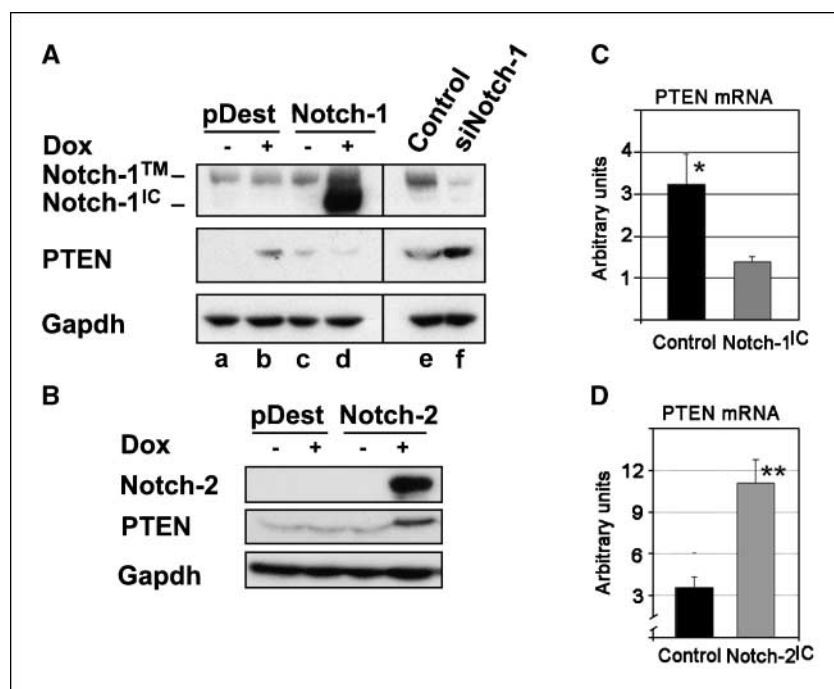 A
pDest Notch-1
Control
siNotch-1
Dox - + - +
Notch-1TM –
Notch-1IC –
PTEN
Gapdh
a b c d e f
B
pDest Notch-2
Dox - + - +
Notch-2
PTEN
Gapdh
C
PTEN mRNA
Arbitrary units
4
3
2
1
*
Control Notch-1IC
D
PTEN mRNA
Arbitrary units
12
9
6
3
**
Control Notch-2IC